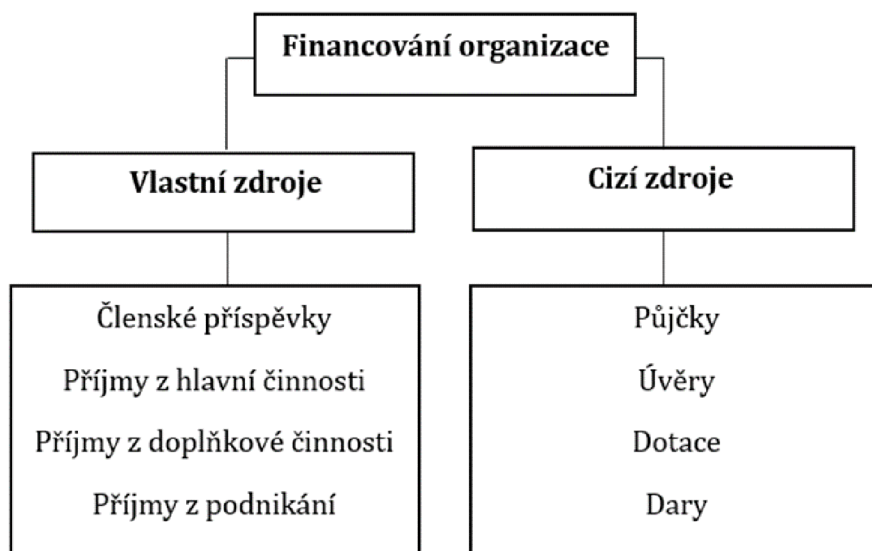 Financování organizace
Vlastní zdroje
Cizí zdroje
Členské příspěvky
Příjmy z hlavní činnosti
Příjmy z doplňkové činnosti
Příjmy z podnikání
Půjčky
Úvěry
Dotace
Dary